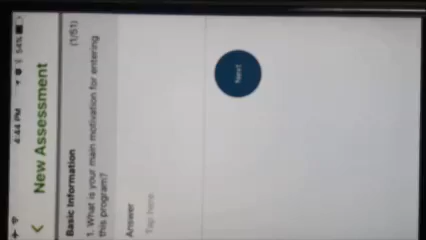 4:44 PM
54%
New Assessment
Basic Information
(1/51)
1. What is your main motivation for entering
this program?
Answer
Tap here
Next